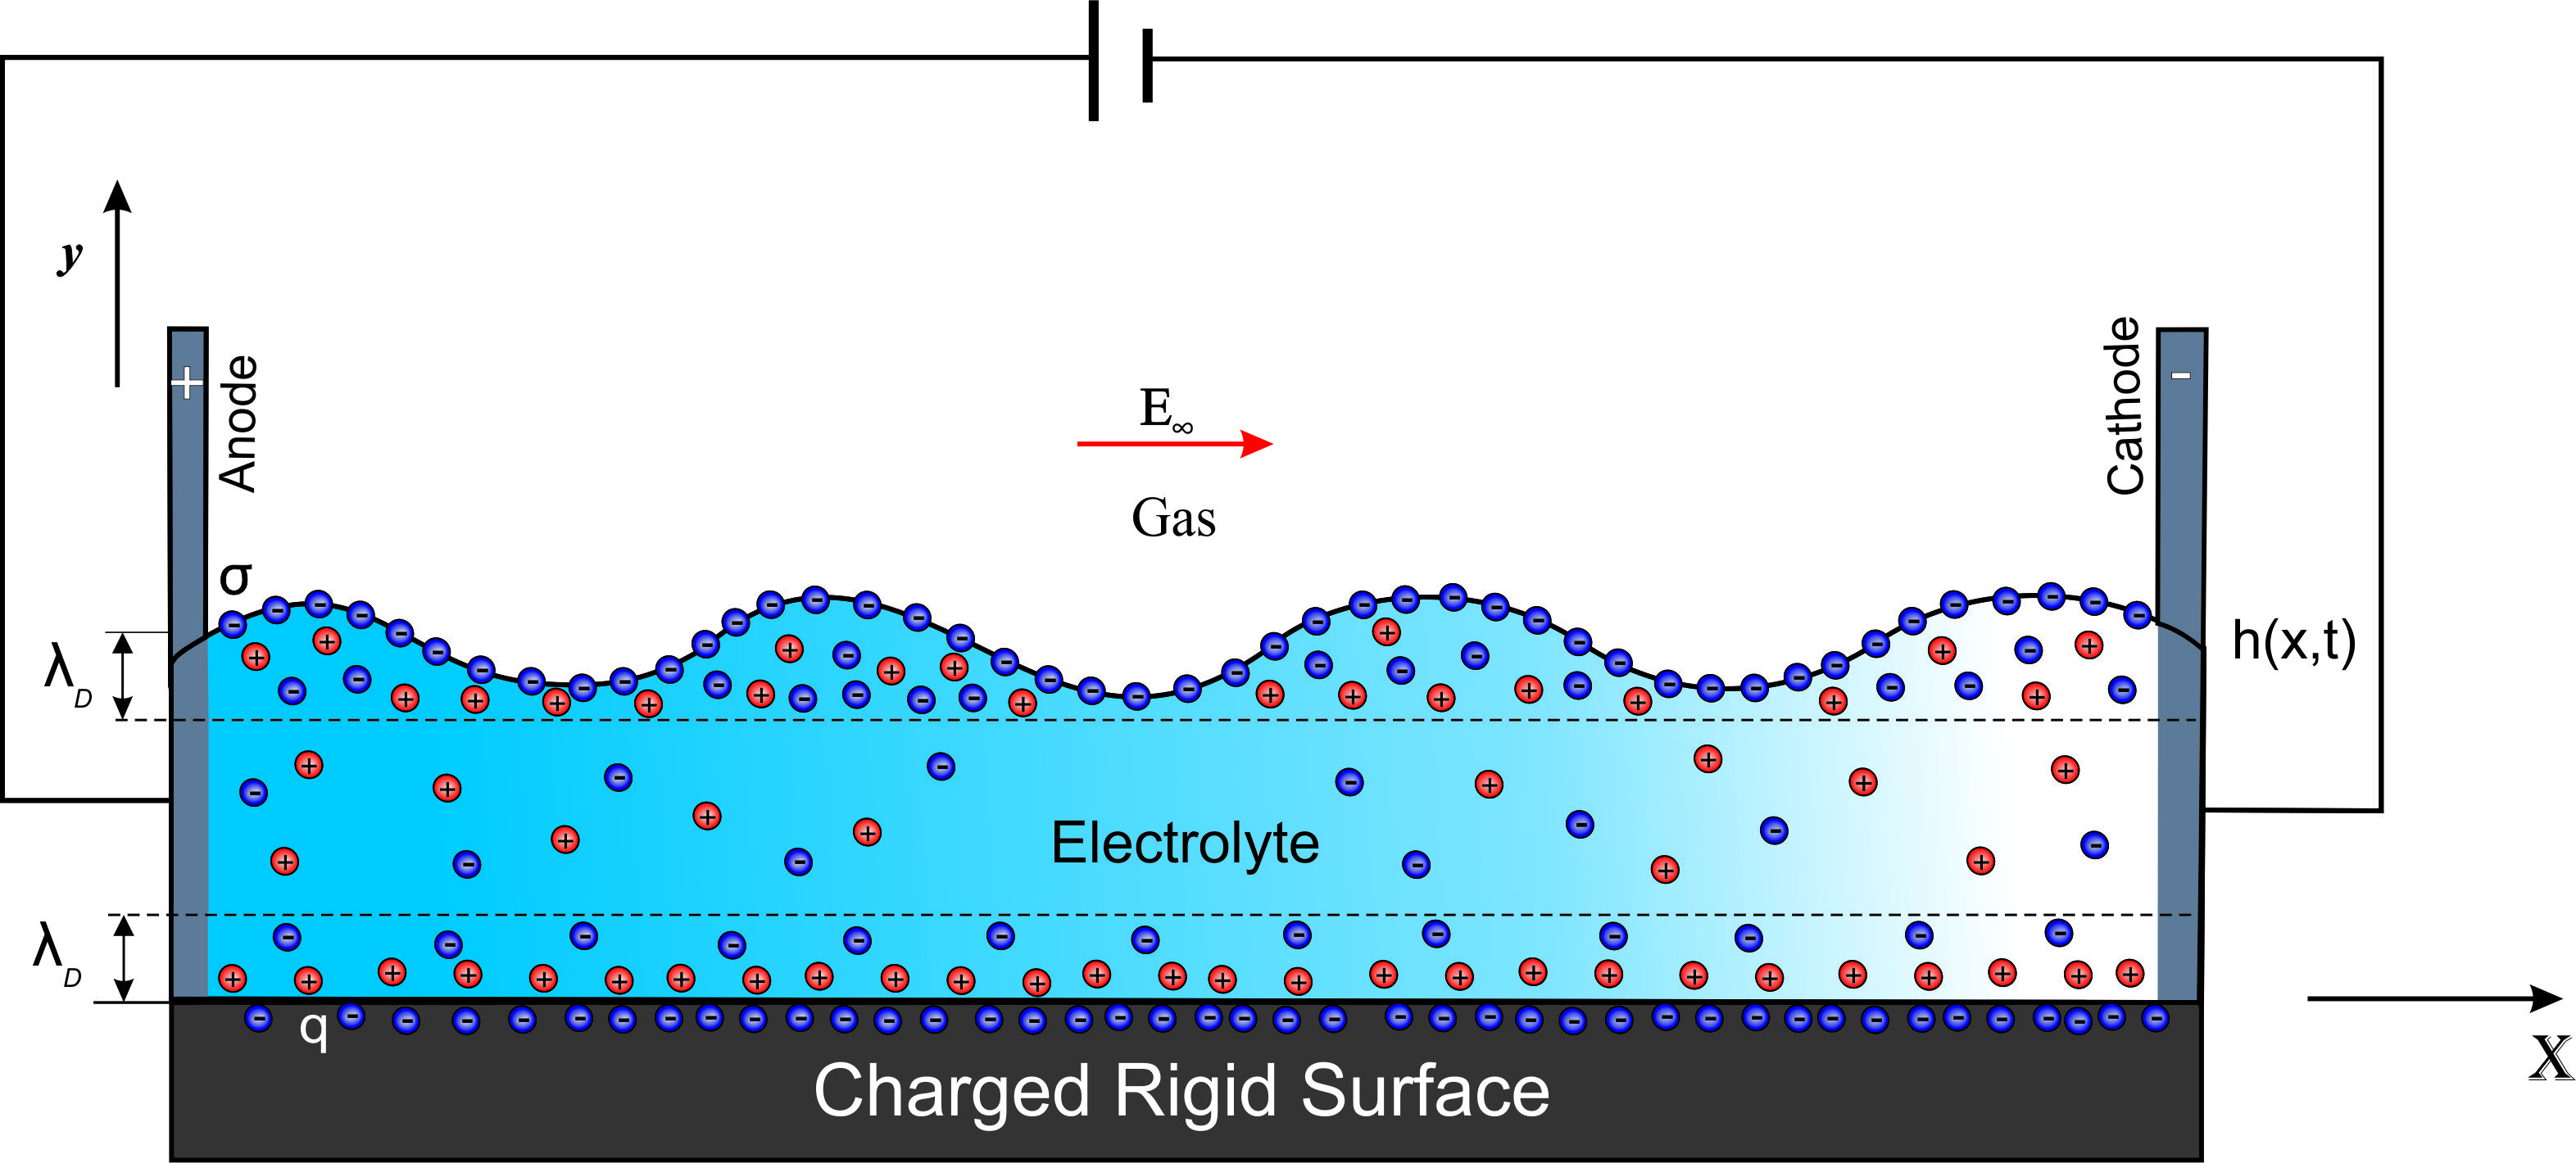 y
+
Anode
E∞
Gas
Cathode
-
σ
λD
h(x,t)
Electrolyte
λD
q
X
Charged Rigid Surface